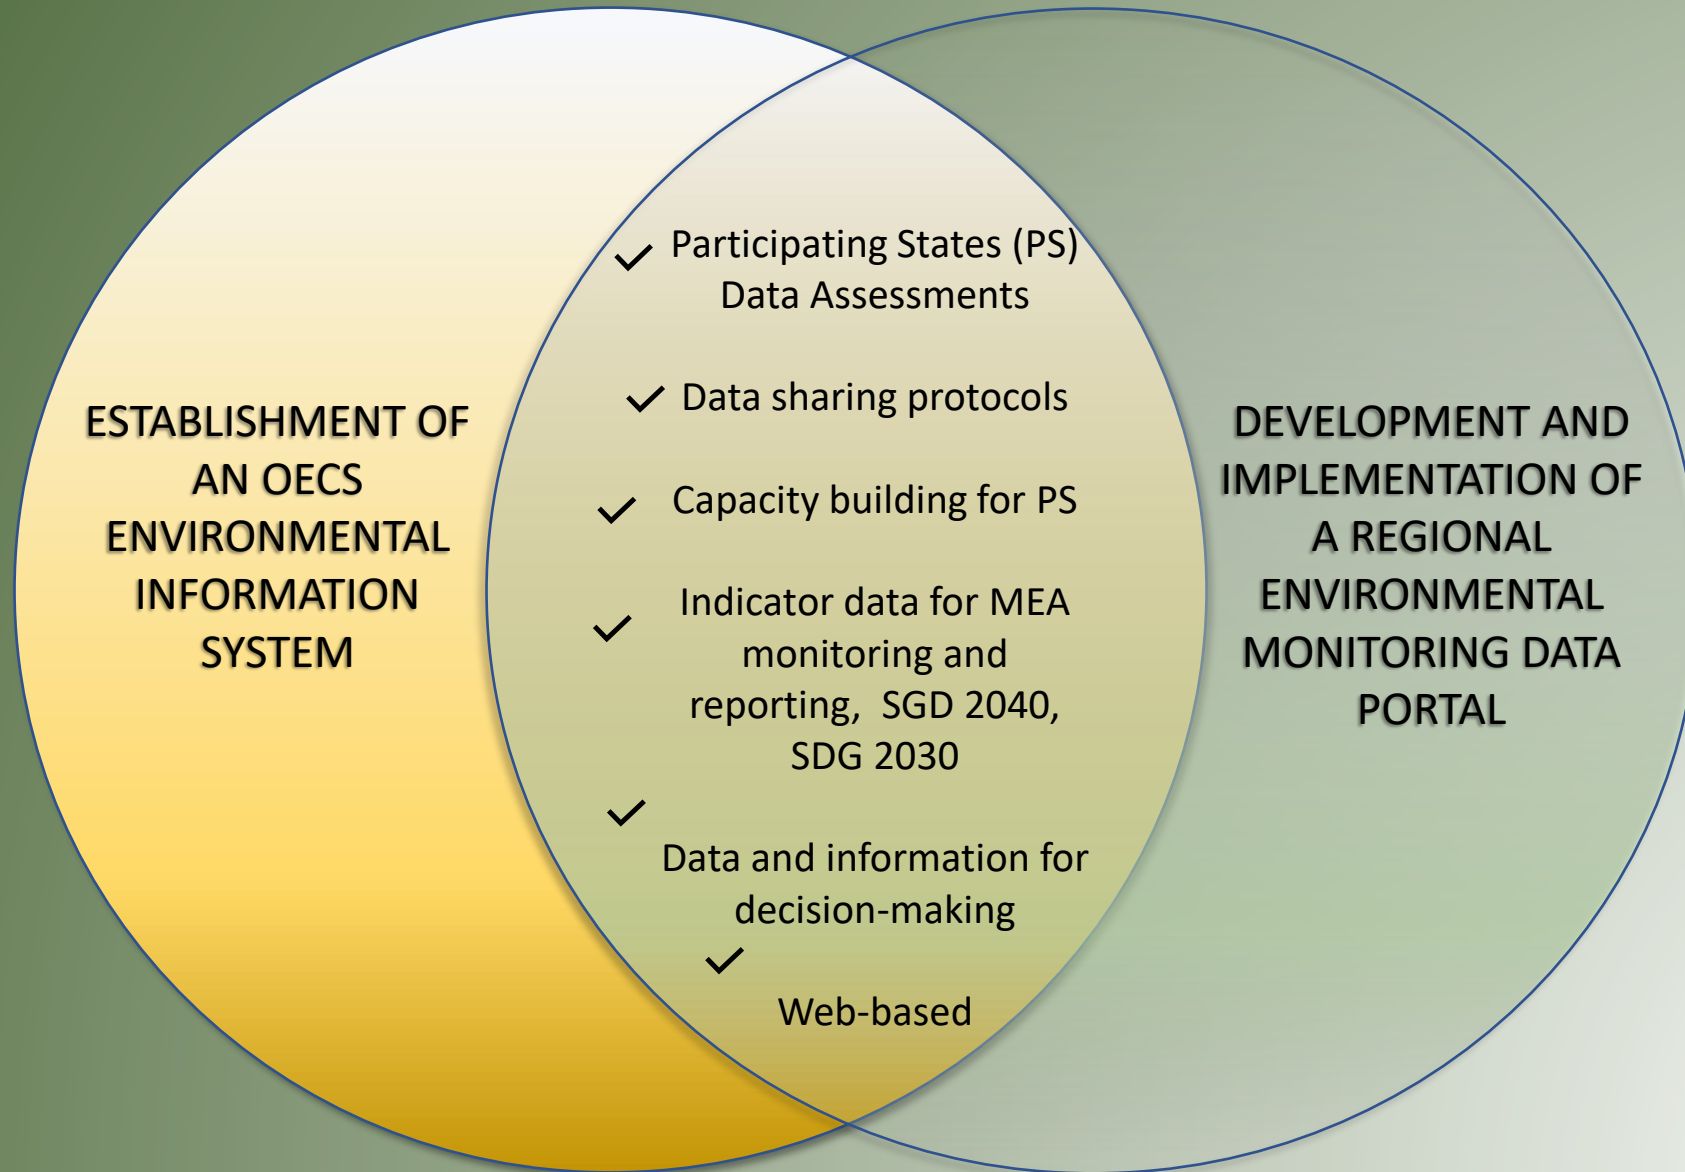 ESTABLISHMENT OF
AN OECS
ENVIRONMENTAL
INFORMATION
SYSTEM
Participating States (PS)
Data Assessments
Data sharing protocols
Capacity building for PS
Indicator data for MEA
monitoring and
reporting, SGD 2040,
SDG 2030
Data and information for
decision-making
Web-based
DEVELOPMENT AND
IMPLEMENTATION OF
A REGIONAL
ENVIRONMENTAL
MONITORING DATA
PORTAL